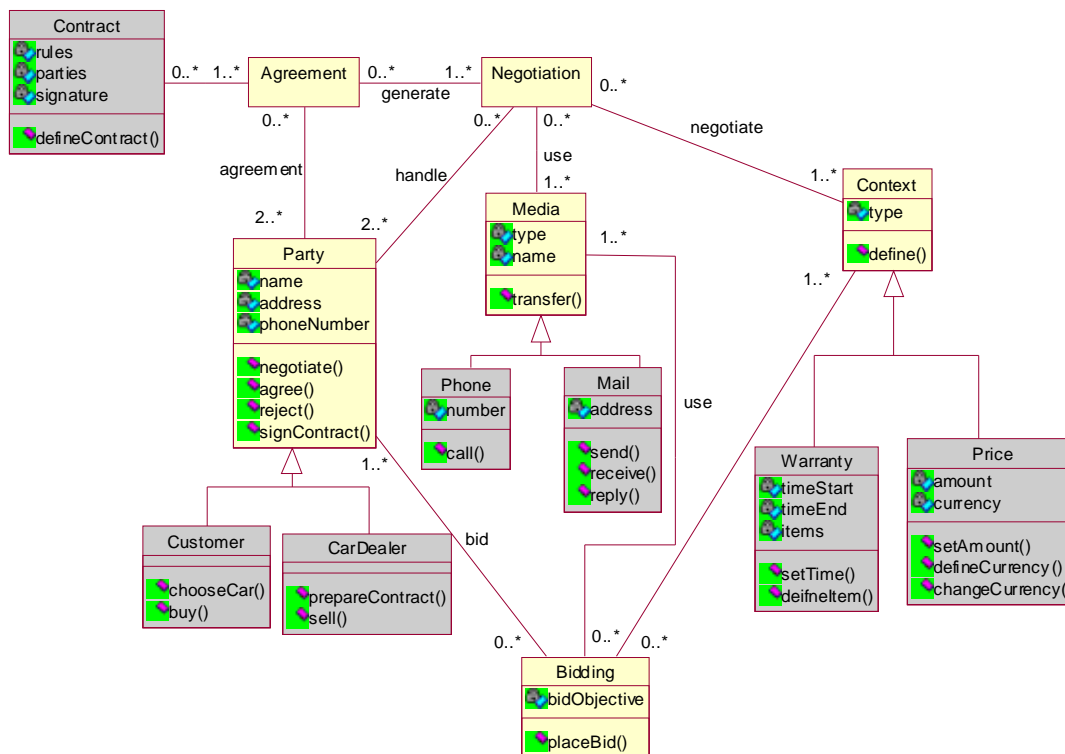 Contract
rules
parties
signature
defineContract()
0..*
1..*
Agreement
0..*
1..*
generate
Negotiation
0..*
0..*
0..*
0..*
agreement
handle
use
negotiate
2..*
2..*
1..*
1..*
Party
name
address
phoneNumber
negotiate()
agree()
reject()
signContract()
Media
type
name
transfer()
1..*
Context
type
define()
1..*
Phone
number
call()
Mail
address
send()
receive()
reply()
use
1..*
Warranty
timeStart
timeEnd
items
setTime()
deifneItem()
Price
amount
currency
setAmount()
defineCurrency()
changeCurrency()
Customer
chooseCar()
buy()
CarDealer
prepareContract()
sell()
bid
0..*
0..*
0..*
Bidding
bidObjective
placeBid()